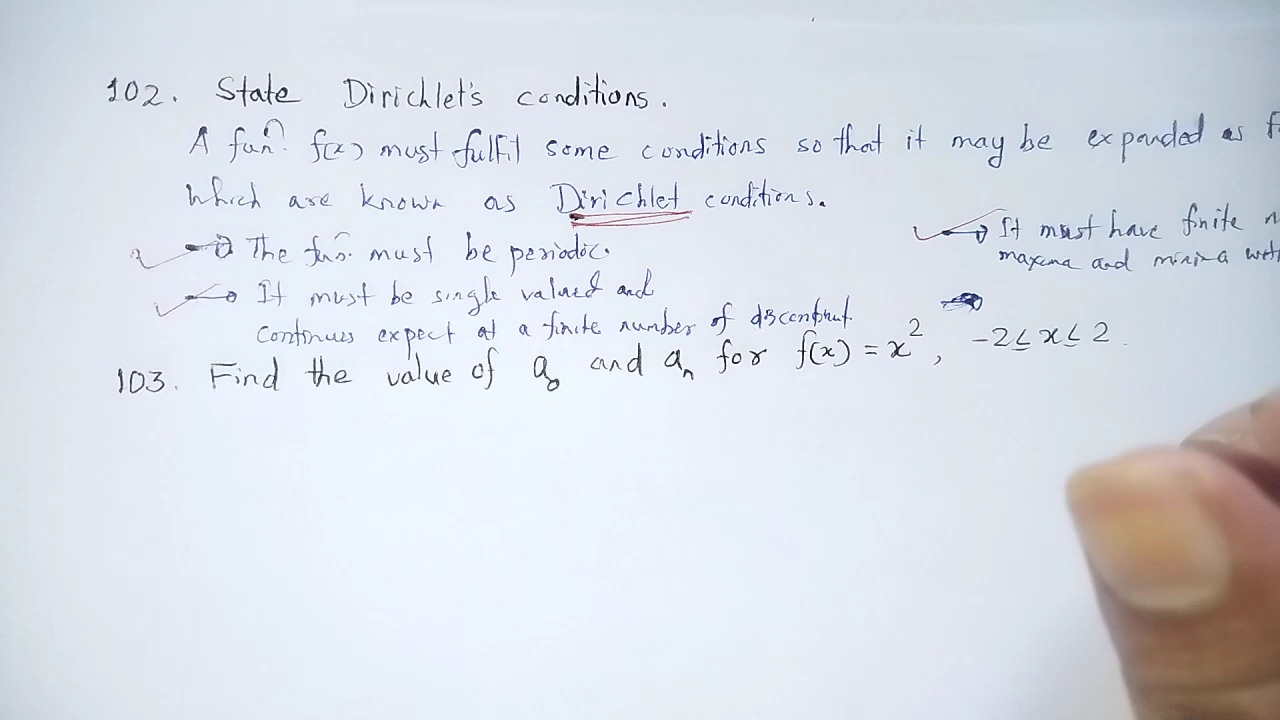 102. State Dirichlet's conditions.
A fun^n. f(x) must fulfil some conditions so that it may be expanded as F
which are known as Dirichlet conditions.
→ The fun^n. must be periodic.
→ It must be single valued and
continues expect at a finite number of discontinut.
→ It must have finite n
maxima and minima with
103. Find the value of a₀ and aₙ for f(x) = x², -2 ≤ x ≤ 2.